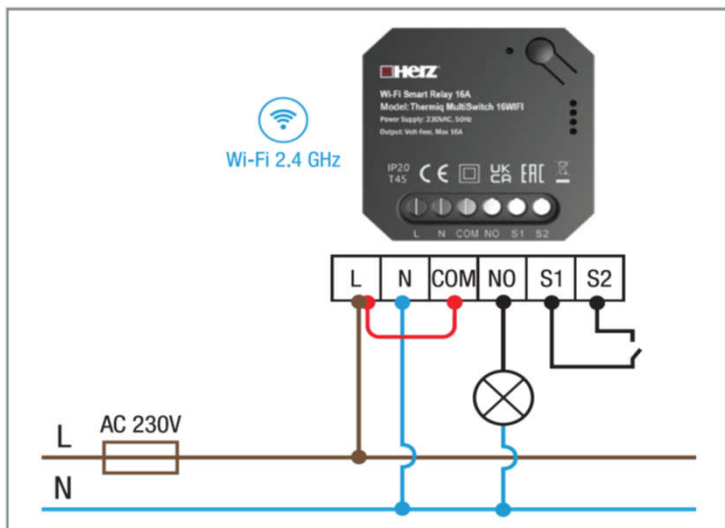 Herz
Wi-Fi Smart Relay 16A
Model: Thermiq MultiSwitch 16WIFI
Power Supply: 230VAC, 50Hz
Output: Volt-free, Max 16A
Wi-Fi 2.4 GHz
IP20
T45
CE UK CA EAC
L N COM NO S1 S2
L N COM NO S1 S2
AC 230V
L
N